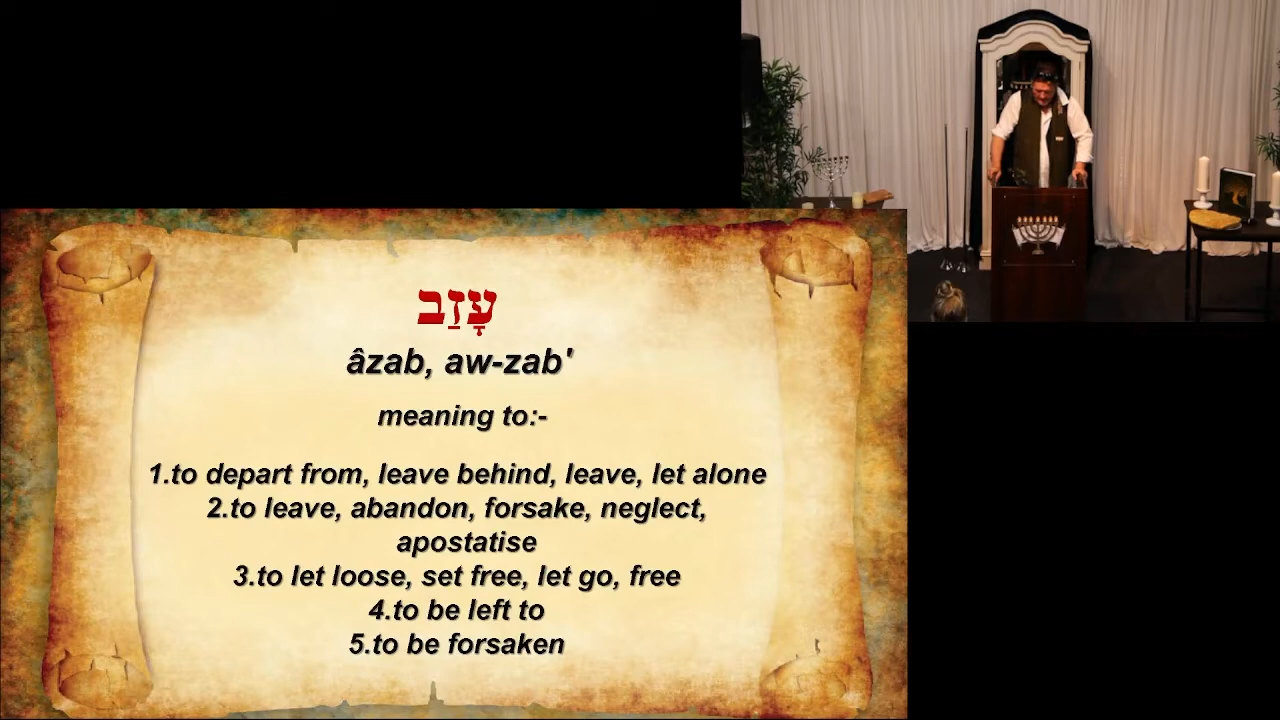 עָזַב
âzab, aw-zab'
meaning to:-
1.to depart from, leave behind, leave, let alone
2.to leave, abandon, forsake, neglect,
apostatise
3.to let loose, set free, let go, free
4.to be left to
5.to be forsaken